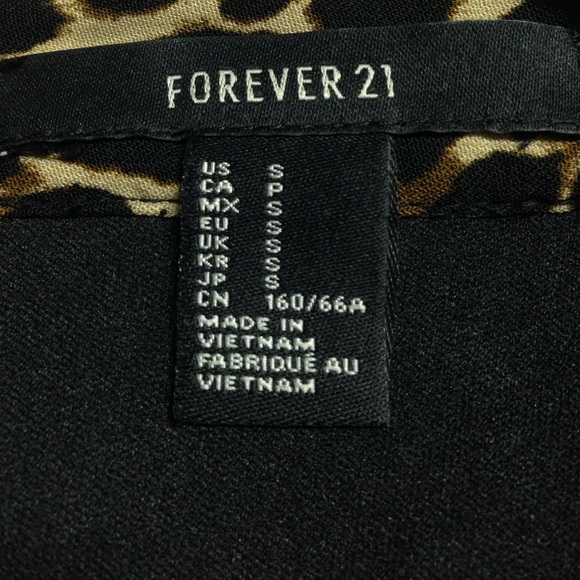 FOREVER 21
US S
CA P
MX S
EU S
UK S
KR S
JP S
CN 160/66A
MADE IN
VIETNAM
FABRIQUÉ AU
VIETNAM